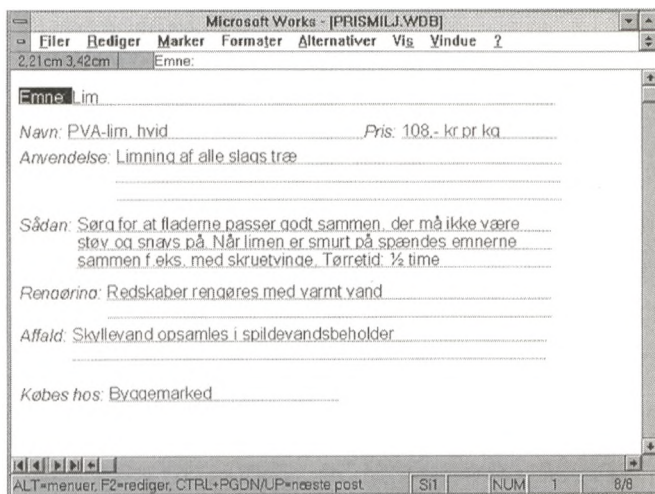 Microsoft Works - [PRISMILJ.WDB]
Filer Rediger Marker Formater Alternativer Vis Vindue ?
2,21cm 3,42cm Emne:
Emne: Lim
Navn: PVA-lim, hvid Pris: 108,- kr pr kg
Anvendelse: Limning af alle slags træ
Sådan: Sørg for at fladerne passer godt sammen, der må ikke være
støv og snavs på. Når limen er smurt på spændes emnerne
sammen f.eks. med skruetvinge. Tørretid: ½ time
Rengøring: Redskaber rengøres med varmt vand
Affald: Skyllevand opsamles i spildevandsbeholder
Købes hos: Byggemarked
ALT=menuer, F2=rediger, CTRL+PGDN/UP=næste post. Si1 NUM 1 8/8